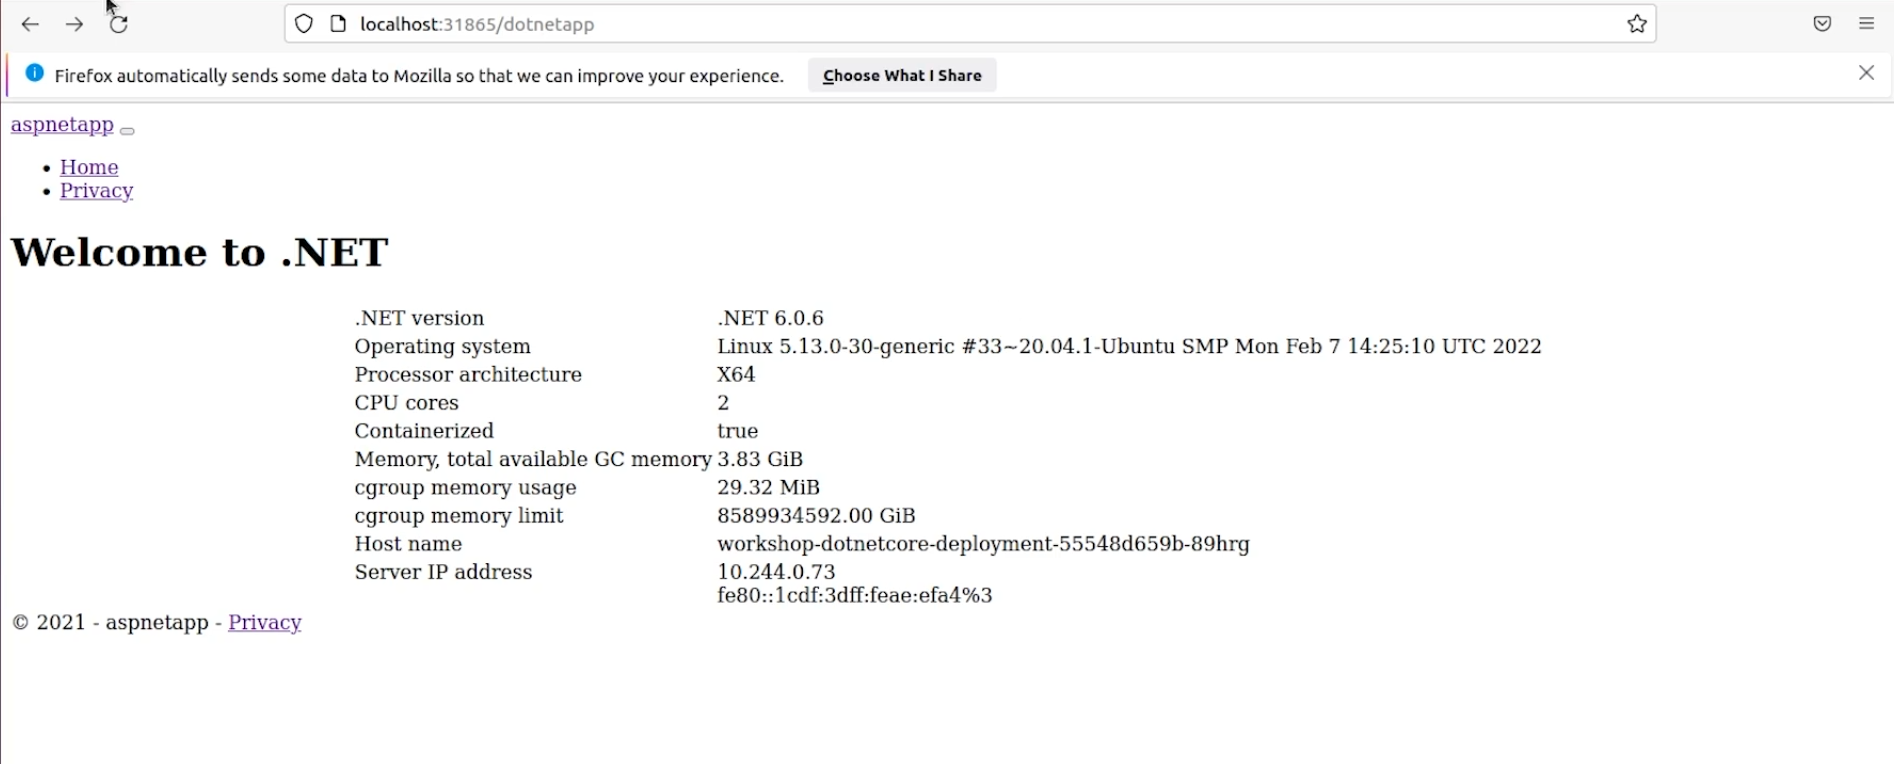 localhost:31865/dotnetapp
Firefox automatically sends some data to Mozilla so that we can improve your experience. Choose What I Share
aspnetapp
Home
Privacy
Welcome to .NET
.NET version .NET 6.0.6
Operating system Linux 5.13.0-30-generic #33~20.04.1-Ubuntu SMP Mon Feb 7 14:25:10 UTC 2022
Processor architecture X64
CPU cores 2
Containerized true
Memory, total available GC memory 3.83 GiB
cgroup memory usage 29.32 MiB
cgroup memory limit 8589934592.00 GiB
Host name workshop-dotnetcore-deployment-55548d659b-89hrg
Server IP address 10.244.0.73
fe80::1cdf:3dff:feae:efa4%3
© 2021 - aspnetapp - Privacy